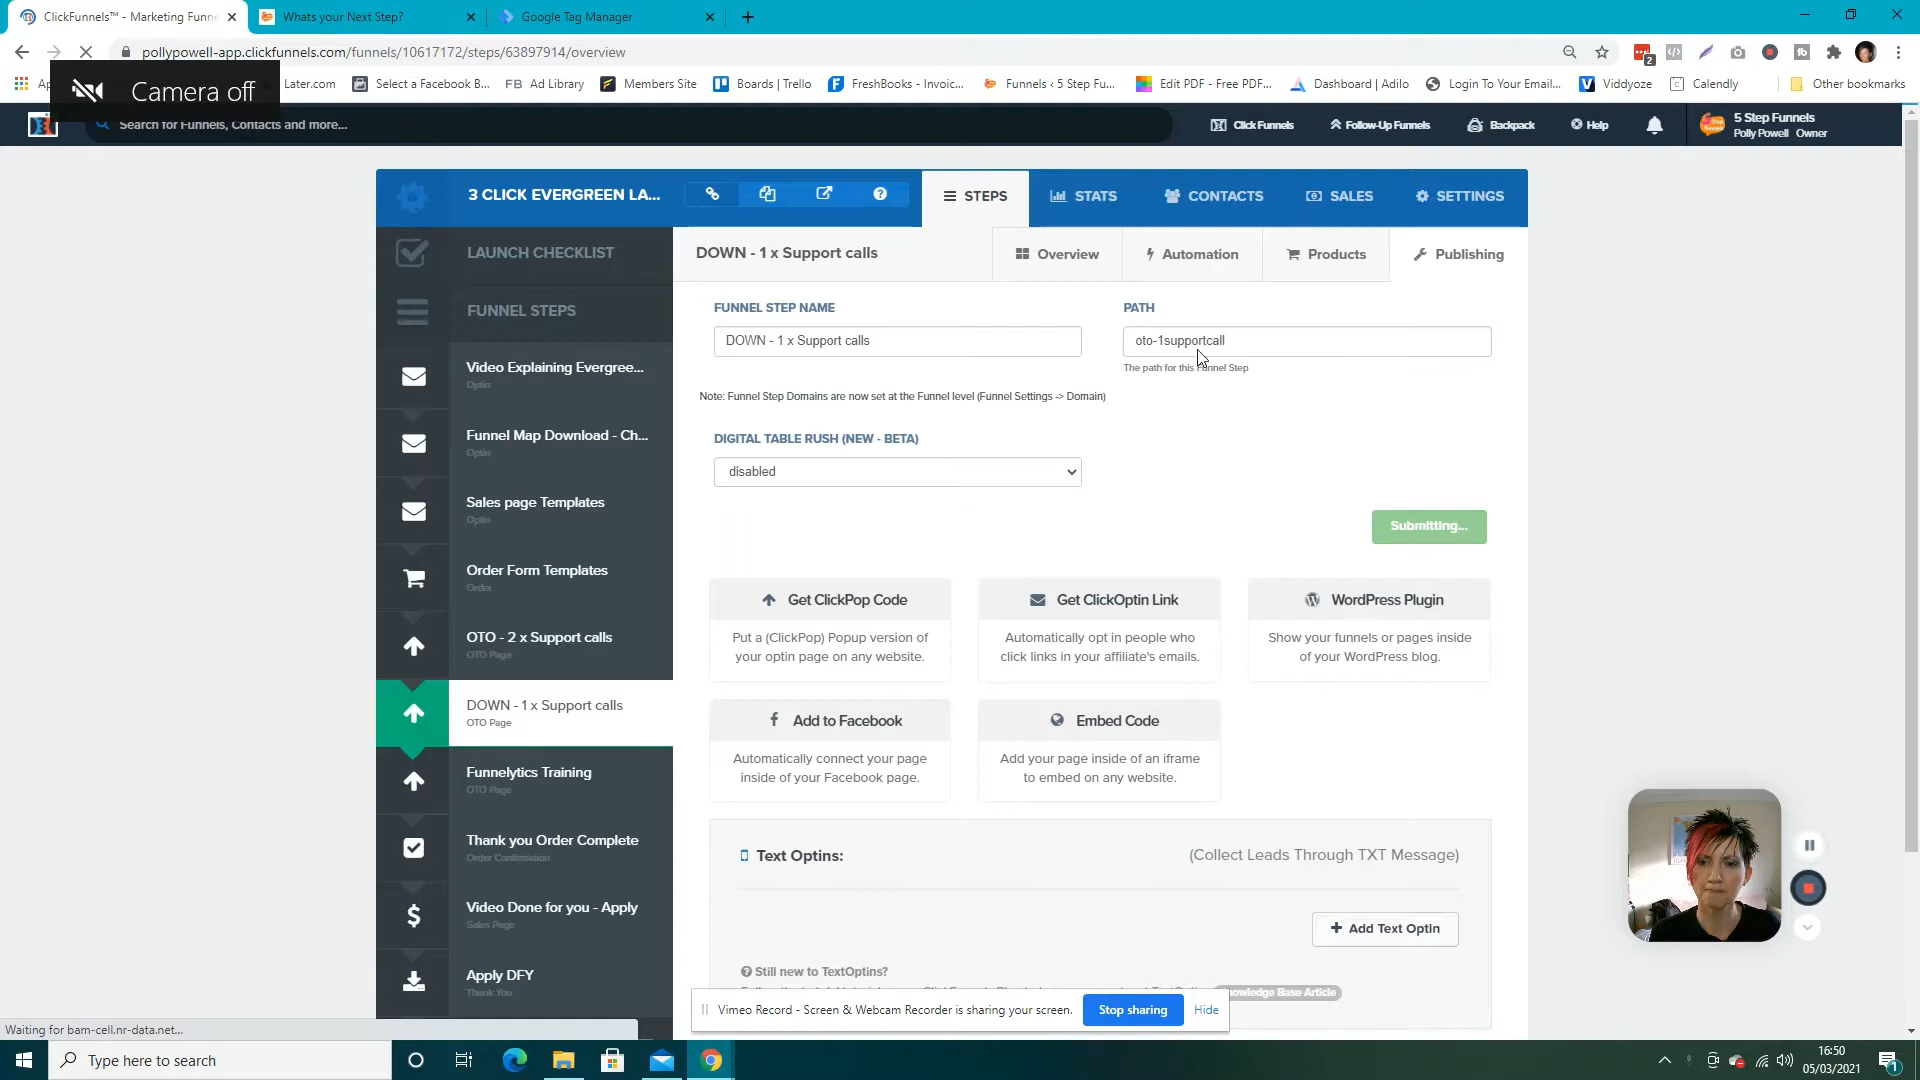 ClickFunnels™ - Marketing Funne
Whats your Next Step?
Google Tag Manager
pollypowell-app.clickfunnels.com/funnels/10617172/steps/63897914/overview
2
Camera off
Later.com
Select a Facebook B...
FB Ad Library
Members Site
Boards | Trello
FreshBooks - Invoic...
Funnels ‹ 5 Step Fu...
Edit PDF - Free PDF...
Dashboard | Adilo
Login To Your Email...
Viddyoze
Calendly
Other bookmarks
Search for Funnels, Contacts and more...
Click Funnels
Follow-Up Funnels
Backpack
Help
5 Step Funnels
Polly Powell Owner
3 CLICK EVERGREEN LA...
STEPS
STATS
CONTACTS
SALES
SETTINGS
LAUNCH CHECKLIST
FUNNEL STEPS
Video Explaining Evergree...
Optin
Funnel Map Download - Ch...
Optin
Sales page Templates
Optin
Order Form Templates
Order
OTO - 2 x Support calls
OTO Page
DOWN - 1 x Support calls
OTO Page
Funnelytics Training
OTO Page
Thank you Order Complete
Order Confirmation
Video Done for you - Apply
Sales Page
Apply DFY
Thank You
DOWN - 1 x Support calls
Overview
Automation
Products
Publishing
FUNNEL STEP NAME
DOWN - 1 x Support calls
PATH
oto-1supportcall
The path for this Funnel Step
Note: Funnel Step Domains are now set at the Funnel level (Funnel Settings -> Domain)
DIGITAL TABLE RUSH (NEW - BETA)
disabled
Submitting...
Get ClickPop Code
Put a (ClickPop) Popup version of
your optin page on any website.
Get ClickOptin Link
Automatically opt in people who
click links in your affiliate's emails.
WordPress Plugin
Show your funnels or pages inside
of your WordPress blog.
Add to Facebook
Automatically connect your page
inside of your Facebook page.
Embed Code
Add your page inside of an iframe
to embed on any website.
Text Optins:
(Collect Leads Through TXT Message)
+ Add Text Optin
Still new to TextOptins?
Knowledge Base Article
Vimeo Record - Screen & Webcam Recorder is sharing your screen.
Stop sharing
Hide
Waiting for bam-cell.nr-data.net...
Type here to search
16:50
05/03/2021
1